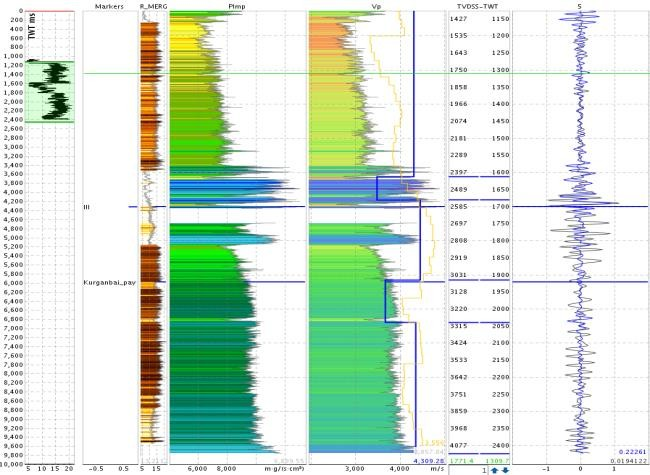 Markers R_MERG PImp Vp TVDSS-TWT S
TWT ms
0
200
400
600
800
1,000 1427 1150
1,200 1535 1200
1,400 1643 1250
1,600 1750 1300
1,800 1858 1350
2,000 1966 1400
2,200 2074 1450
2,400 2181 1500
2,600 2289 1550
2,800 2397 1600
3,000 2489 1650
3,200 2585 1700
3,400 2697 1750
3,600 2808 1800
3,800 2919 1850
4,000 3031 1900
4,200 3128 1950
4,400 3220 2000
4,600 3315 2050
4,800 3424 2100
5,000 3533 2150
5,200 3642 2200
5,400 3751 2250
5,600 3859 2300
5,800 3968 2350
6,000 4077 2400
6,200
6,400
6,600
6,800
7,000
7,200
7,400
7,600
7,800
8,000
8,200
8,400
8,600
8,800
9,000
9,200
9,400
9,600
9,800
10,000
III
Kurganbai_pay
4,309.28 1771.4 1309.7 0.22261
0.0194122
5 10 15 20 -0.5 0.5 5 15 6,000 8,000 m·g/(s·cm³) 3,000 4,000 m/s 1 -1 0 1